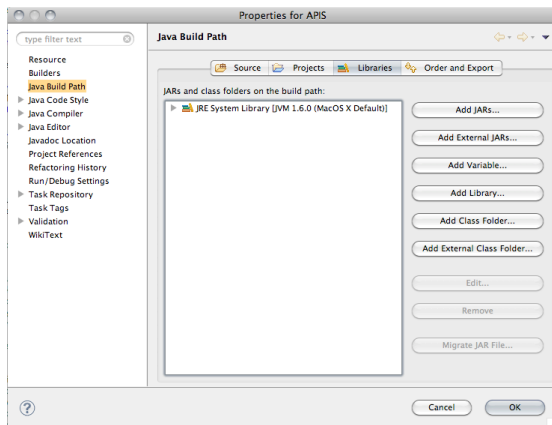 Properties for APIS
type filter text
Java Build Path
Resource
Builders
Java Build Path
Java Code Style
Java Compiler
Java Editor
Javadoc Location
Project References
Refactoring History
Run/Debug Settings
Task Repository
Task Tags
Validation
WikiText
Source
Projects
Libraries
Order and Export
JARs and class folders on the build path:
JRE System Library [JVM 1.6.0 (MacOS X Default)]
Add JARs...
Add External JARs...
Add Variable...
Add Library...
Add Class Folder...
Add External Class Folder...
Edit...
Remove
Migrate JAR File...
?
Cancel
OK